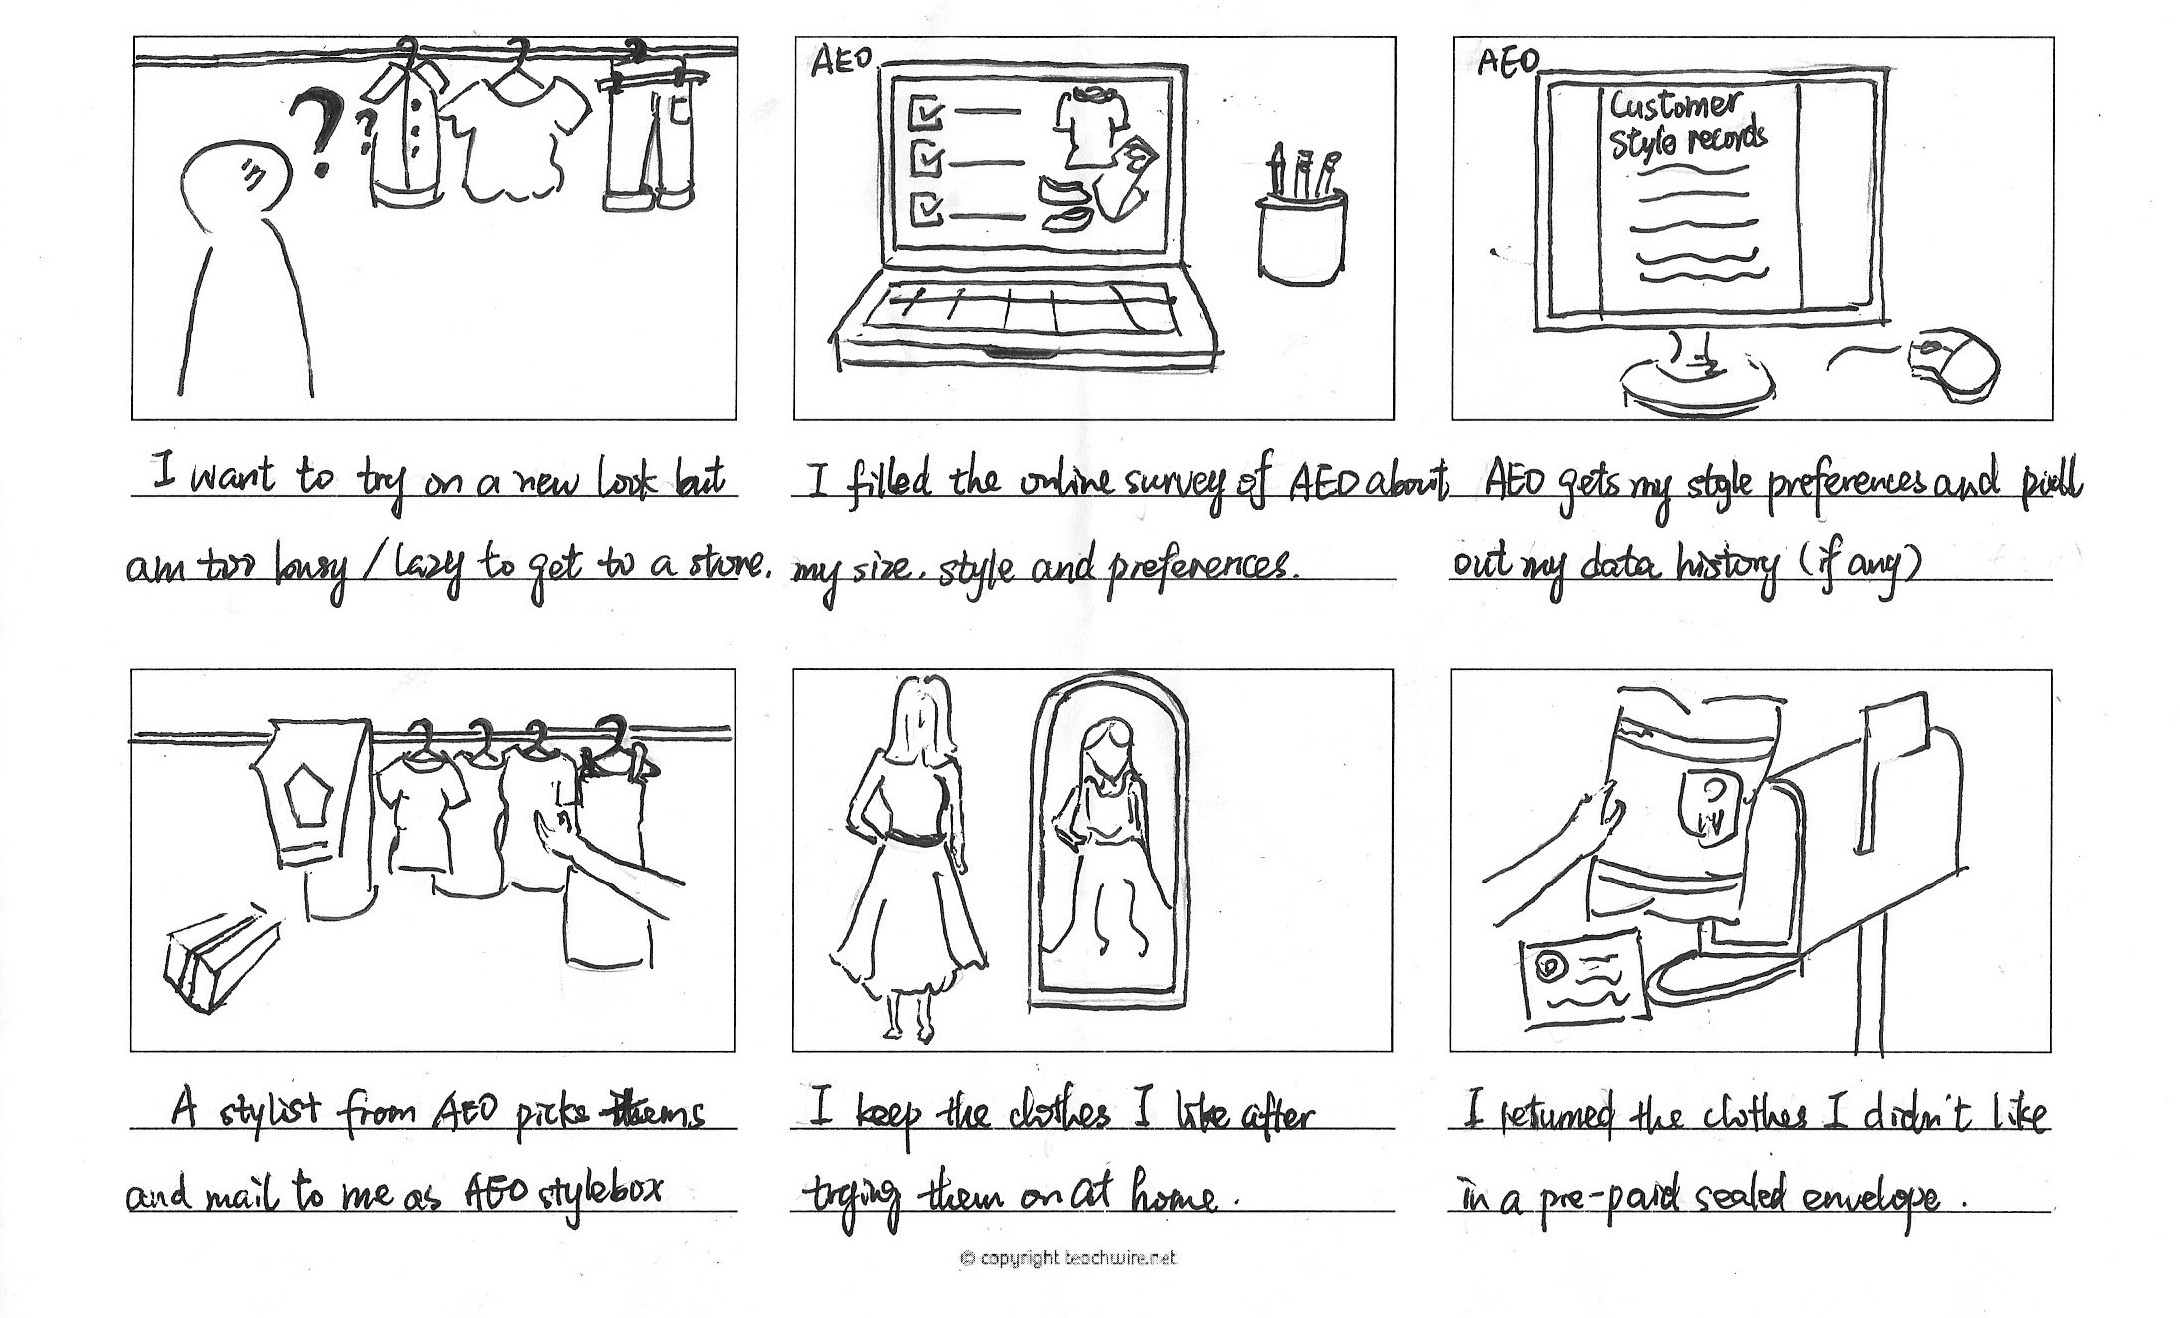 AEO
AEO
Customer
Style records
I want to try on a new look but
am too busy / lazy to get to a store.
I filled the online survey of AEO about
my size, style and preferences.
AEO gets my style preferences and pull
out my data history (if any)
A stylist from AEO picks items
and mail to me as AEO stylebox
I keep the clothes I like after
trying them on at home.
I returned the clothes I didn't like
in a pre-paid sealed envelope.
© copyright teachwire.net